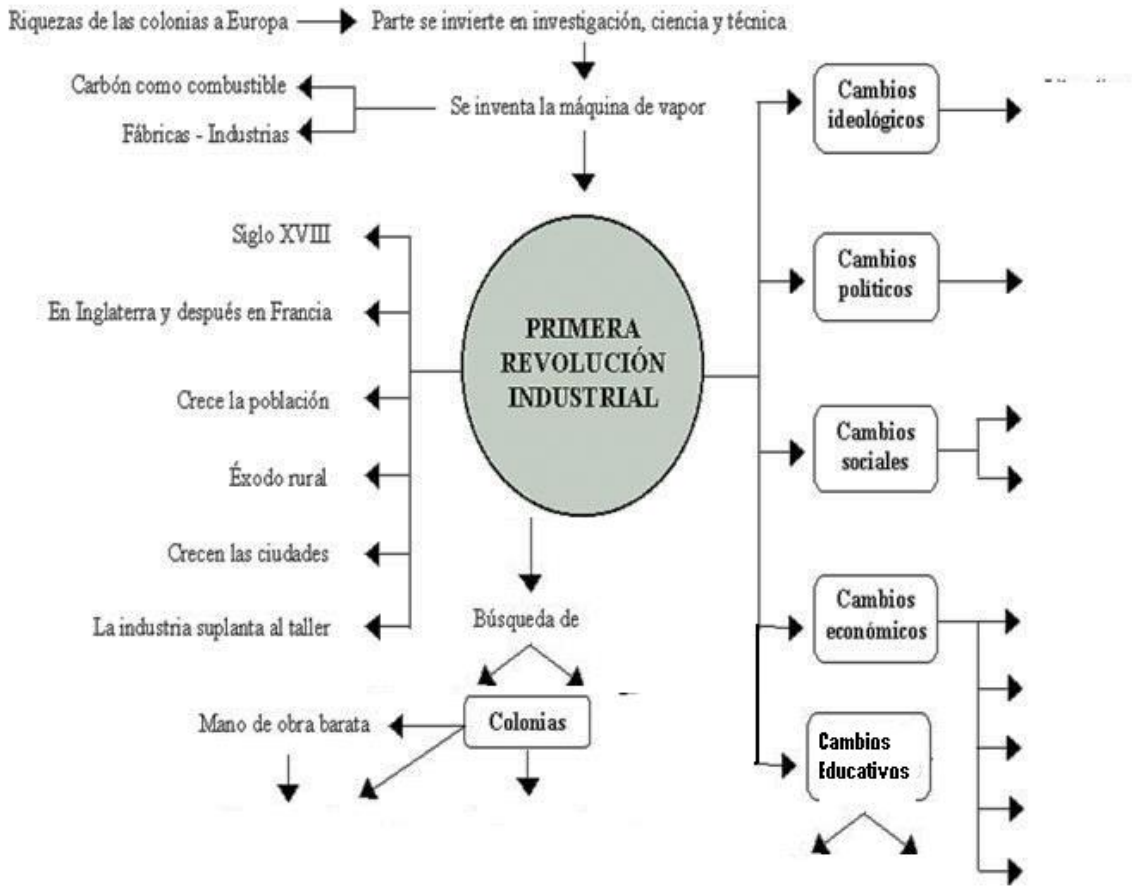 Riquezas de las colonias a Europa
Parte se invierte en investigación, ciencia y técnica
Carbón como combustible
Se inventa la máquina de vapor
Fábricas - Industrias
Siglo XVIII
En Inglaterra y después en Francia
Crece la población
Éxodo rural
Crecen las ciudades
La industria suplanta al taller
PRIMERA
REVOLUCIÓN
INDUSTRIAL
Búsqueda de
Colonias
Mano de obra barata
Cambios
ideológicos
Cambios
políticos
Cambios
sociales
Cambios
económicos
Cambios
Educativos